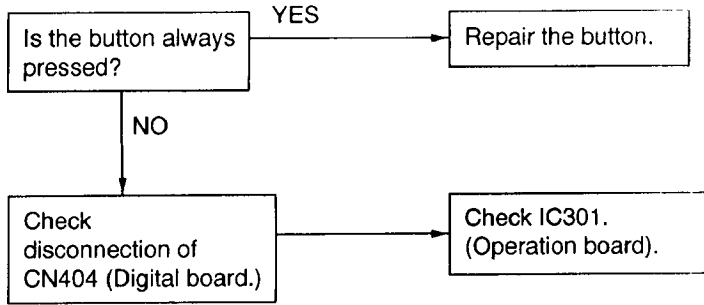 Is the button always
pressed?
YES
Repair the button.
NO
Check
disconnection of
CN404 (Digital board.)
Check IC301.
(Operation board).